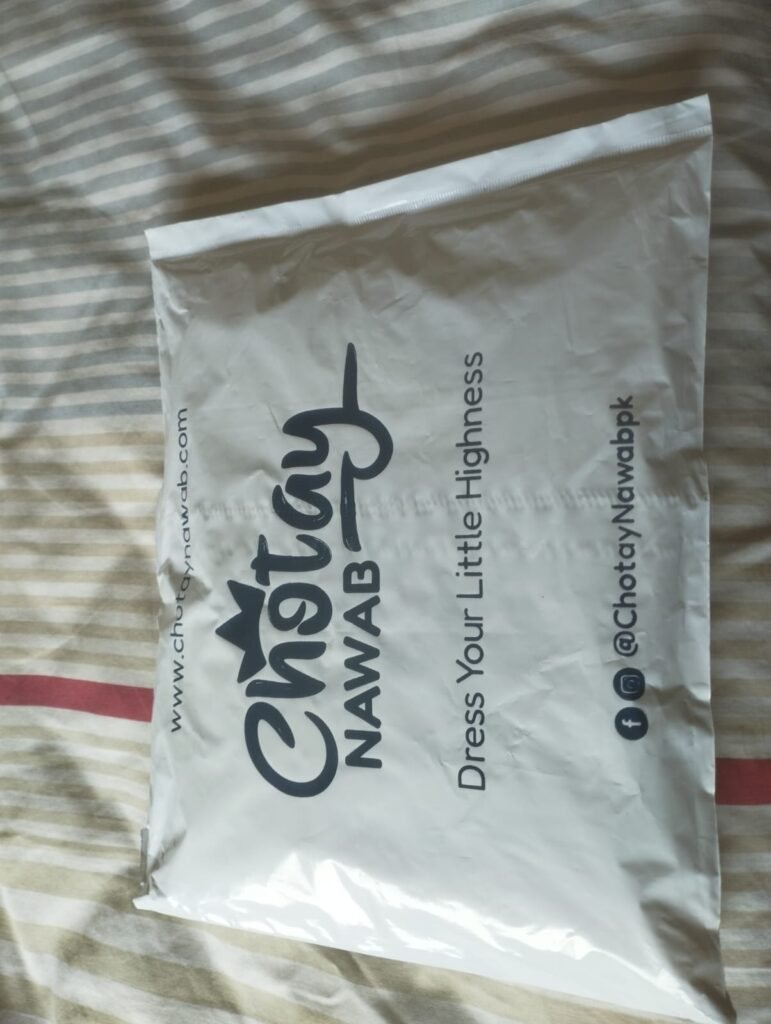 www.chotaynawab.com
Chotay
NAWAB
Dress Your Little Highness
@ChotayNawabpk